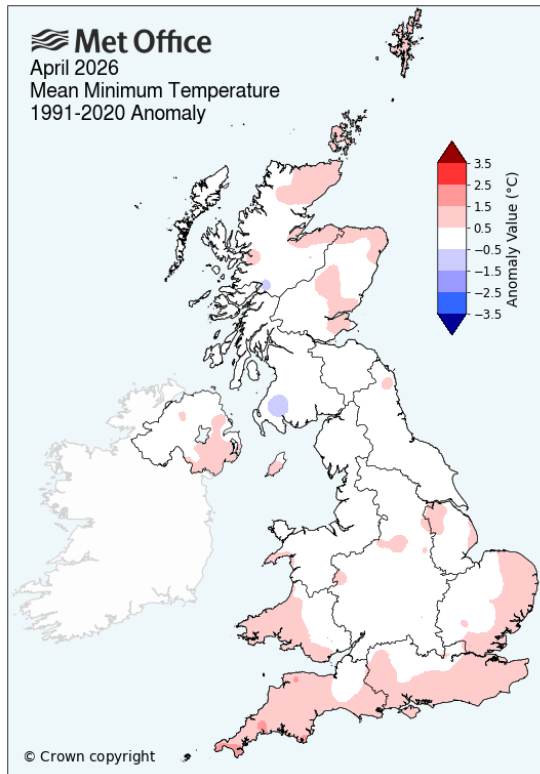 Met Office
April 2026
Mean Minimum Temperature
1991-2020 Anomaly
3.5
2.5
1.5
0.5
−0.5
−1.5
−2.5
−3.5
Anomaly Value (°C)
© Crown copyright